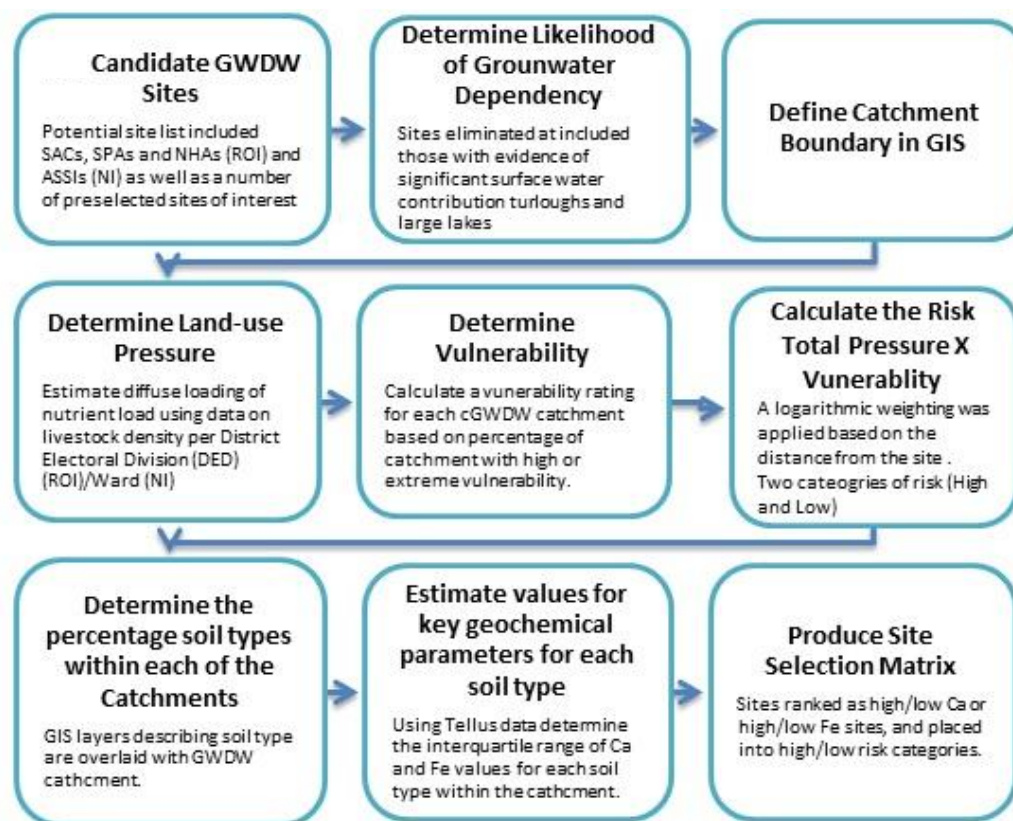 Candidate GWDW
Sites
Potential site list included
SACs, SPAs and NHAs (ROI) and
ASSIs (NI) as well as a number
of preselected sites of interest
Determine Likelihood
of Grounwater
Dependency
Sites eliminated at included
those with evidence of
significant surface water
contribution turloughs and
large lakes
Define Catchment
Boundary in GIS
Determine Land-use
Pressure
Estimate diffuse loading of
nutrient load using data on
livestock density per District
Electoral Division (DED)
(ROI)/Ward (NI)
Determine
Vulnerability
Calculate a vunerability rating
for each cGWDW catchment
based on percentage of
catchment with high or
extreme vulnerability.
Calculate the Risk
Total Pressure X
Vunerablity
A logarithmic weighting was
applied based on the
distance from the site .
Two cateogries of risk (High
and Low)
Determine the
percentage soil types
within each of the
Catchments
GIS layers describing soil type
are overlaid with GWDW
cathcment.
Estimate values for
key geochemical
parameters for each
soil type
Using Tellus data determine
the interquartile range of Ca
and Fe values for each soil
type within the cathcment.
Produce Site
Selection Matrix
Sites ranked as high/low Ca or
high/low Fe sites, and placed
into high/low risk categories.